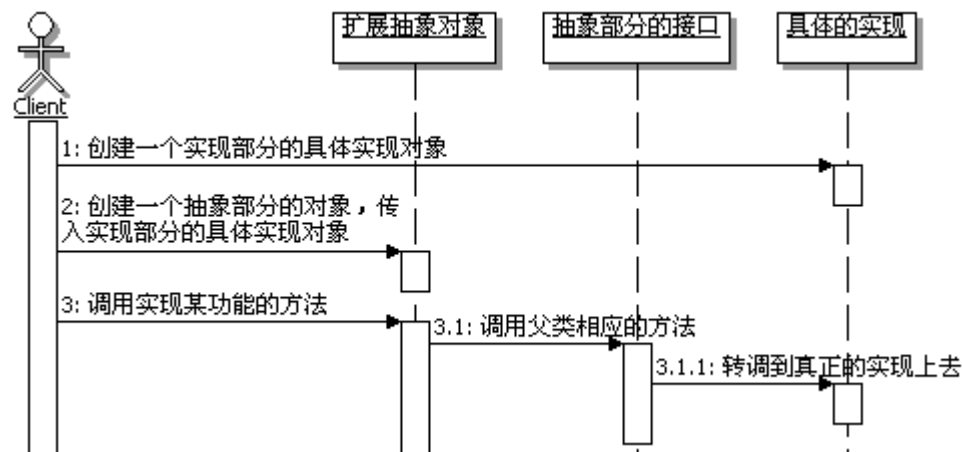 扩展抽象对象
抽象部分的接口
具体的实现
Client
1: 创建一个实现部分的具体实现对象
2: 创建一个抽象部分的对象，传
入实现部分的具体实现对象
3: 调用实现某功能的方法
3.1: 调用父类相应的方法
3.1.1: 转调到真正的实现上去